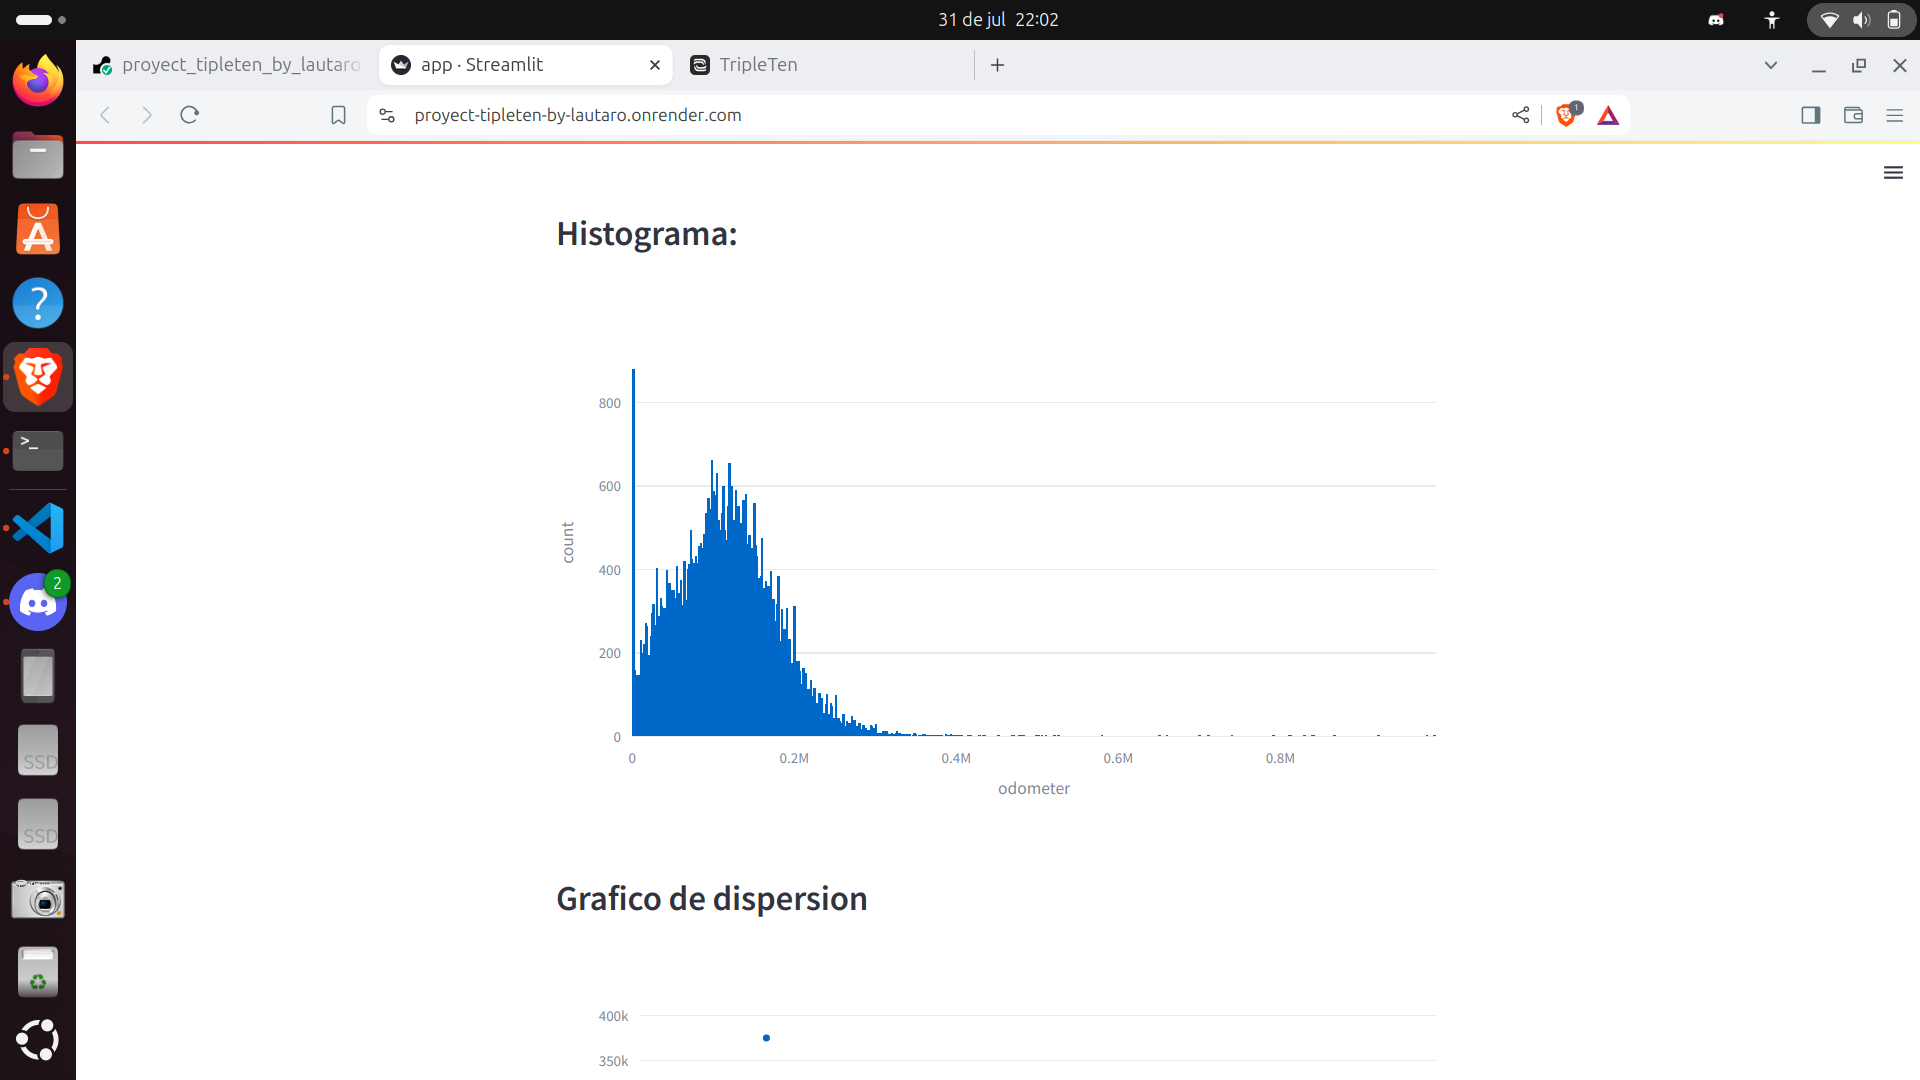 31 de jul 22:02
proyect_tipleten_by_lautaro
app · Streamlit
TripleTen
proyect-tipleten-by-lautaro.onrender.com
1
Histograma:
800
600
400
200
0
count
0
0.2M
0.4M
0.6M
0.8M
odometer
Grafico de dispersion
400k
350k
>_
2
SSD
SSD